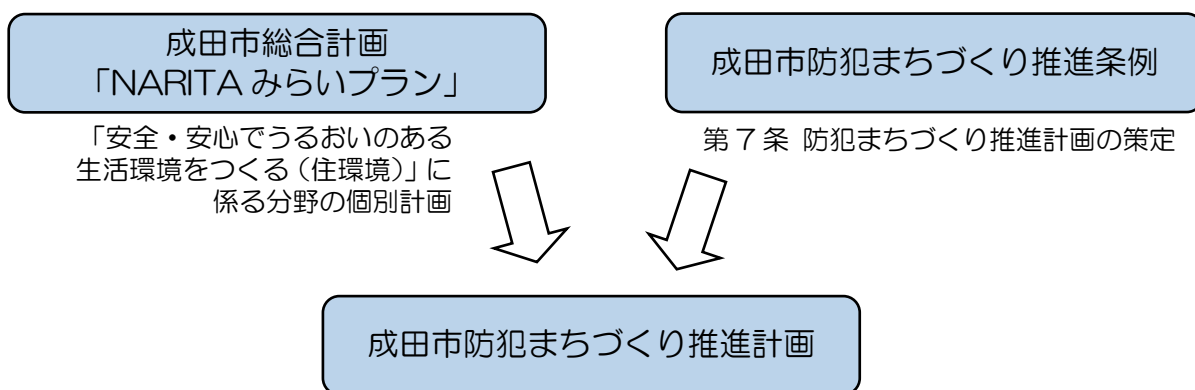 成田市総合計画
「NARITA みらいプラン」
「安全・安心でうるおいのある
生活環境をつくる（住環境）」に
係る分野の個別計画
成田市防犯まちづくり推進条例
第７条 防犯まちづくり推進計画の策定
成田市防犯まちづくり推進計画